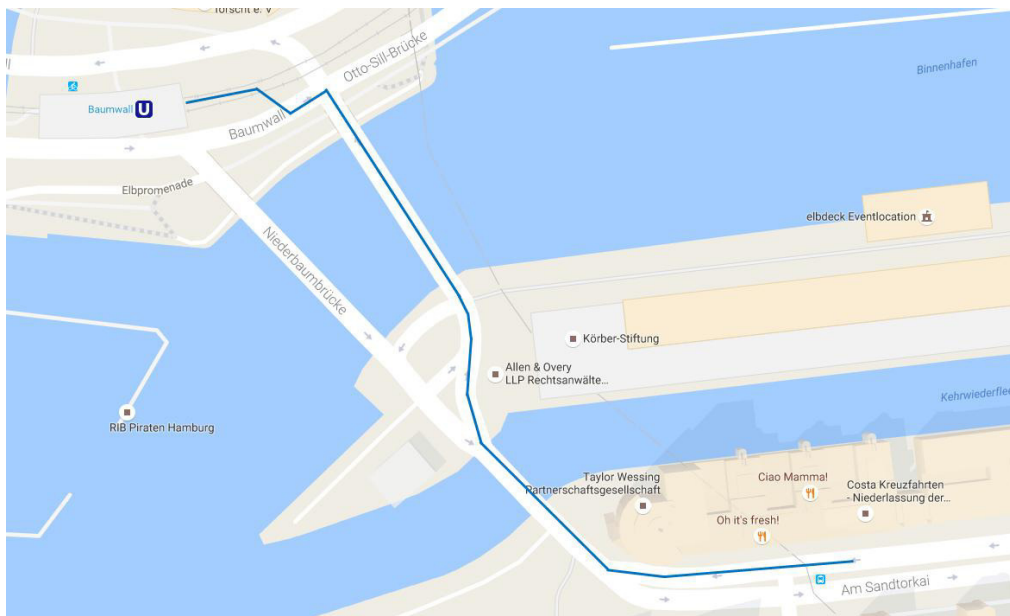 forscht e. V
Otto-Sill-Brücke
Binnenhafen
Baumwall
U
Baumwall
Elbpromenade
elbdeck Eventlocation
Niederbaumbrücke
Körber-Stiftung
Allen & Overy
LLP Rechtsanwälte...
Kehrwiederflee
RIB Piraten Hamburg
Taylor Wessing
Partnerschaftsgesellschaft
Ciao Mamma!
Costa Kreuzfahrten
- Niederlassung der...
Oh it's fresh!
Am Sandtorkai